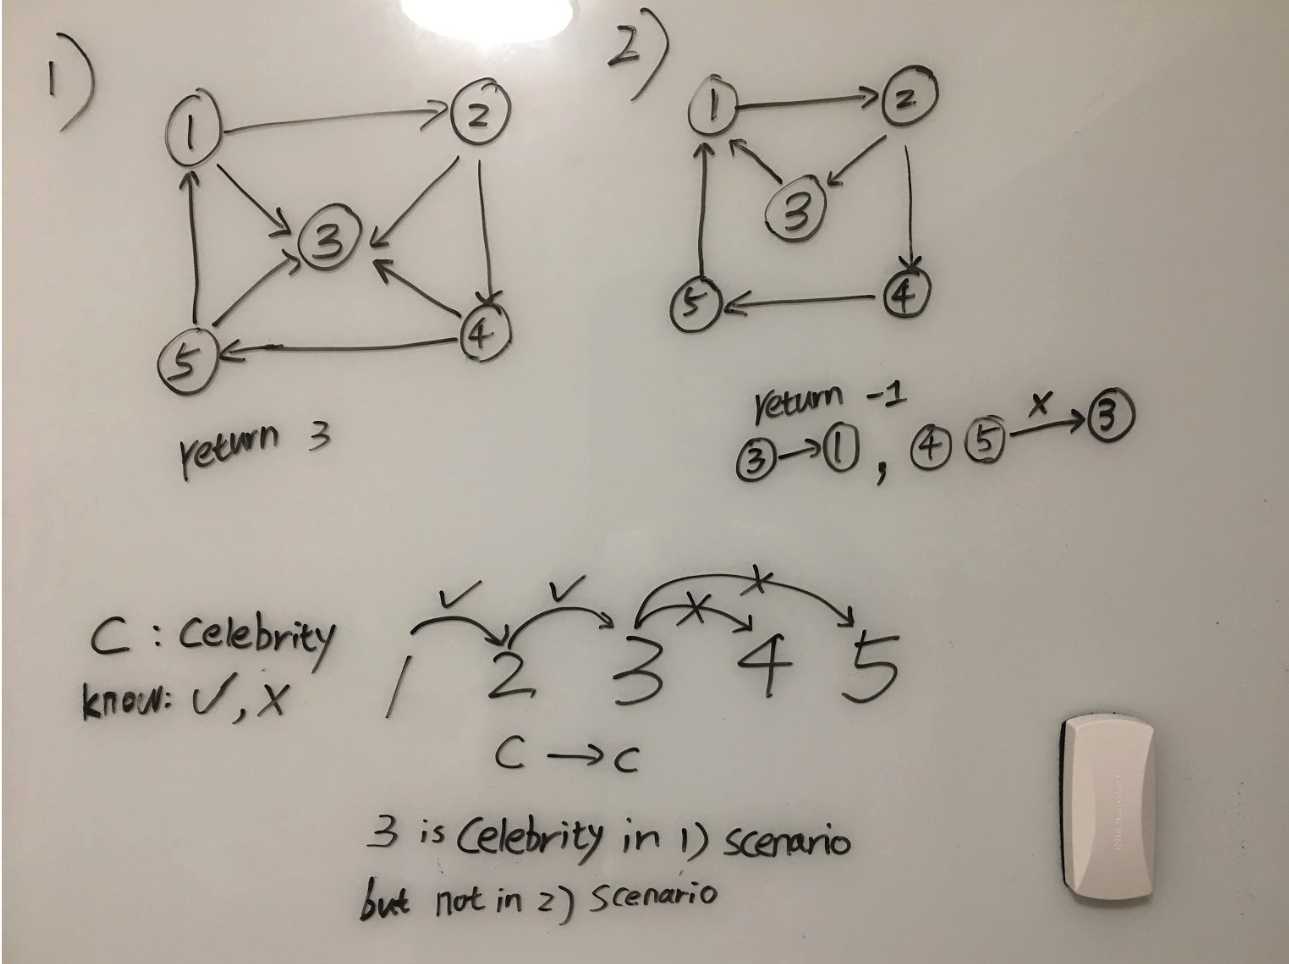 1)
1 2
3
5 4
return 3
2)
1 2
3
5 4
return -1
3 → 1 , 4 5 → 3
x
C : Celebrity
know: ✓, x
✓ ✓ x x
1 2 3 4 5
C → C
3 is Celebrity in 1) scenario
but not in 2) scenario